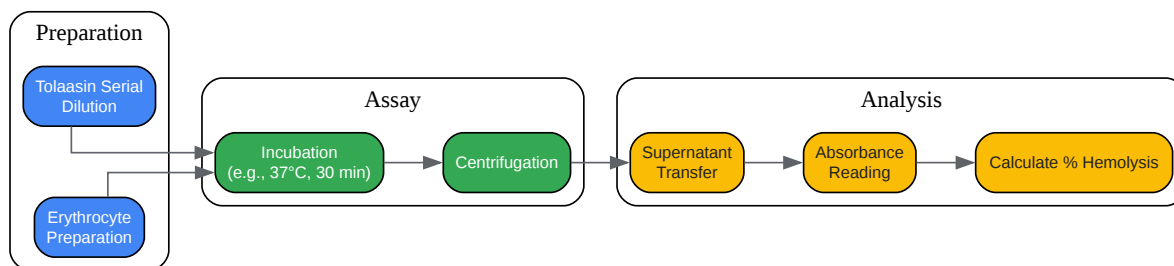 Preparation
Tolaasin Serial
Dilution
Erythrocyte
Preparation
Assay
Incubation
(e.g., 37°C, 30 min)
Centrifugation
Analysis
Supernatant
Transfer
Absorbance
Reading
Calculate % Hemolysis